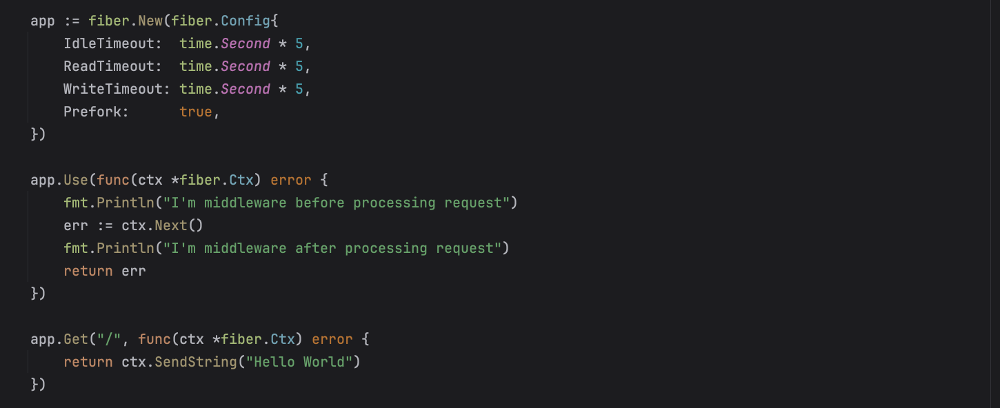 app := fiber.New(fiber.Config{
    IdleTimeout:  time.Second * 5,
    ReadTimeout:  time.Second * 5,
    WriteTimeout: time.Second * 5,
    Prefork:      true,
})
app.Use(func(ctx *fiber.Ctx) error {
    fmt.Println("I'm middleware before processing request")
    err := ctx.Next()
    fmt.Println("I'm middleware after processing request")
    return err
})
app.Get("/", func(ctx *fiber.Ctx) error {
    return ctx.SendString("Hello World")
})